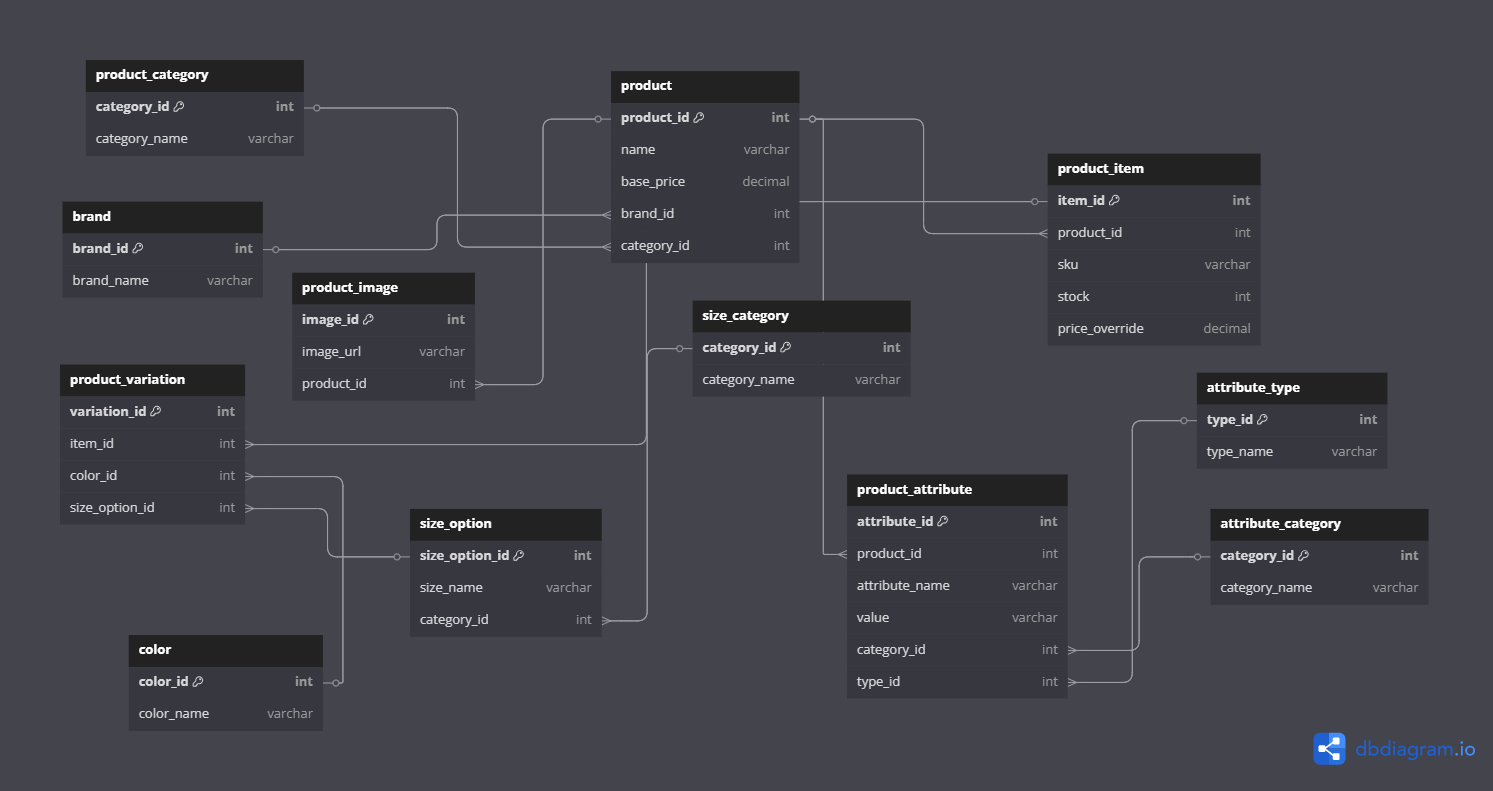 product_category
category_id int
category_name varchar
product
product_id int
name varchar
base_price decimal
brand_id int
category_id int
product_item
item_id int
product_id int
sku varchar
stock int
price_override decimal
brand
brand_id int
brand_name varchar
product_image
image_id int
image_url varchar
product_id int
size_category
category_id int
category_name varchar
product_variation
variation_id int
item_id int
color_id int
size_option_id int
attribute_type
type_id int
type_name varchar
product_attribute
attribute_id int
product_id int
attribute_name varchar
value varchar
category_id int
type_id int
size_option
size_option_id int
size_name varchar
category_id int
attribute_category
category_id int
category_name varchar
color
color_id int
color_name varchar
dbdiagram.io